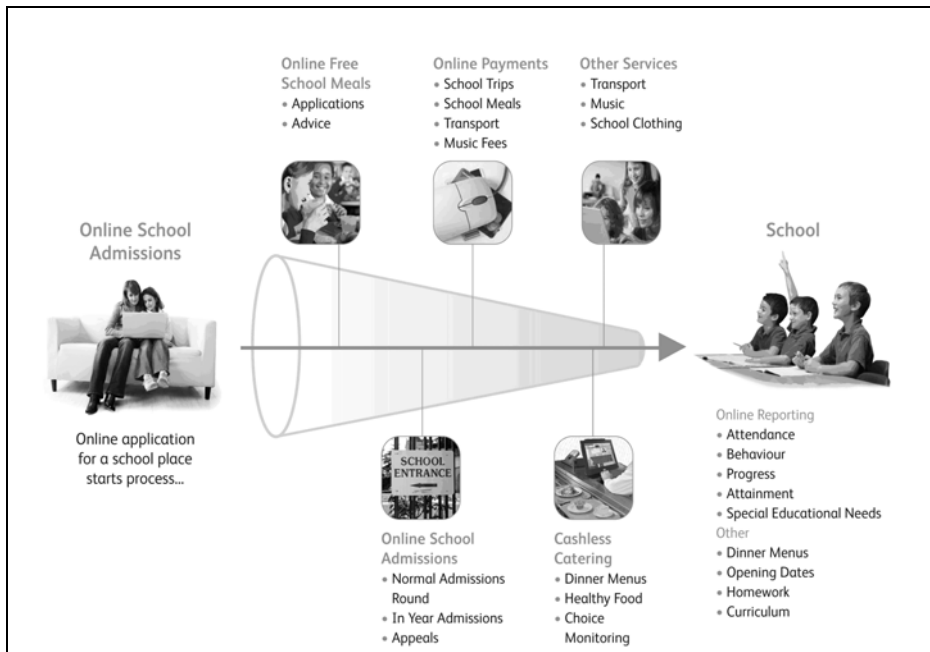 Online Free
School Meals
• Applications
• Advice
Online Payments
• School Trips
• School Meals
• Transport
• Music Fees
Other Services
• Transport
• Music
• School Clothing
Online School
Admissions
Online application
for a school place
starts process...
School
SCHOOL
ENTRANCE
Online School
Admissions
• Normal Admissions
Round
• In Year Admissions
• Appeals
Cashless
Catering
• Dinner Menus
• Healthy Food
• Choice
Monitoring
Online Reporting
• Attendance
• Behaviour
• Progress
• Attainment
• Special Educational Needs
Other
• Dinner Menus
• Opening Dates
• Homework
• Curriculum